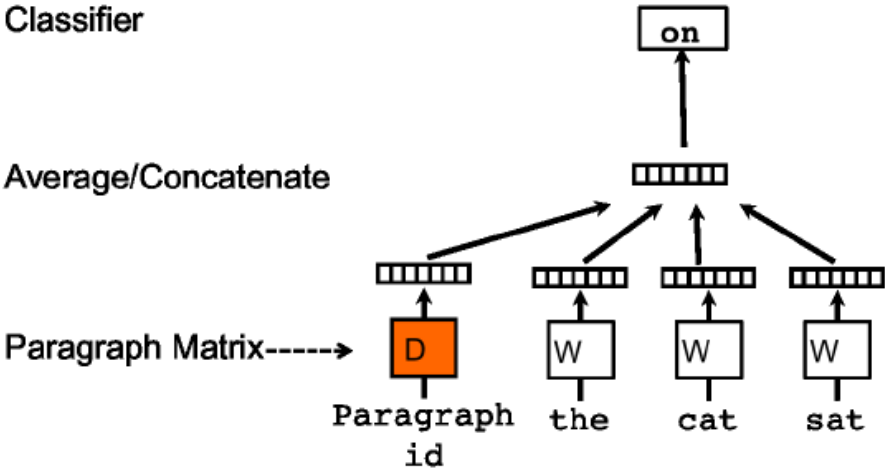 Classifier
on
Average/Concatenate
Paragraph Matrix
D
W
W
W
Paragraph
id
the
cat
sat